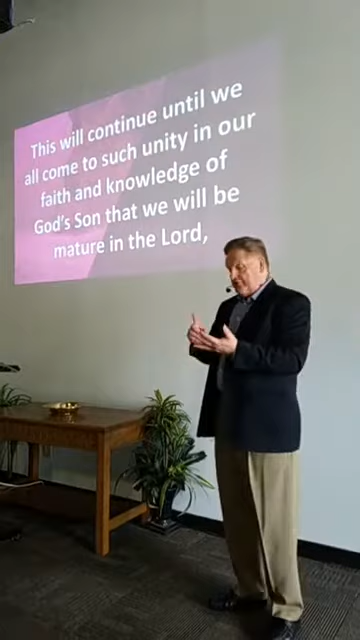 This will continue until we
all come to such unity in our
faith and knowledge of
God's Son that we will be
mature in the Lord,